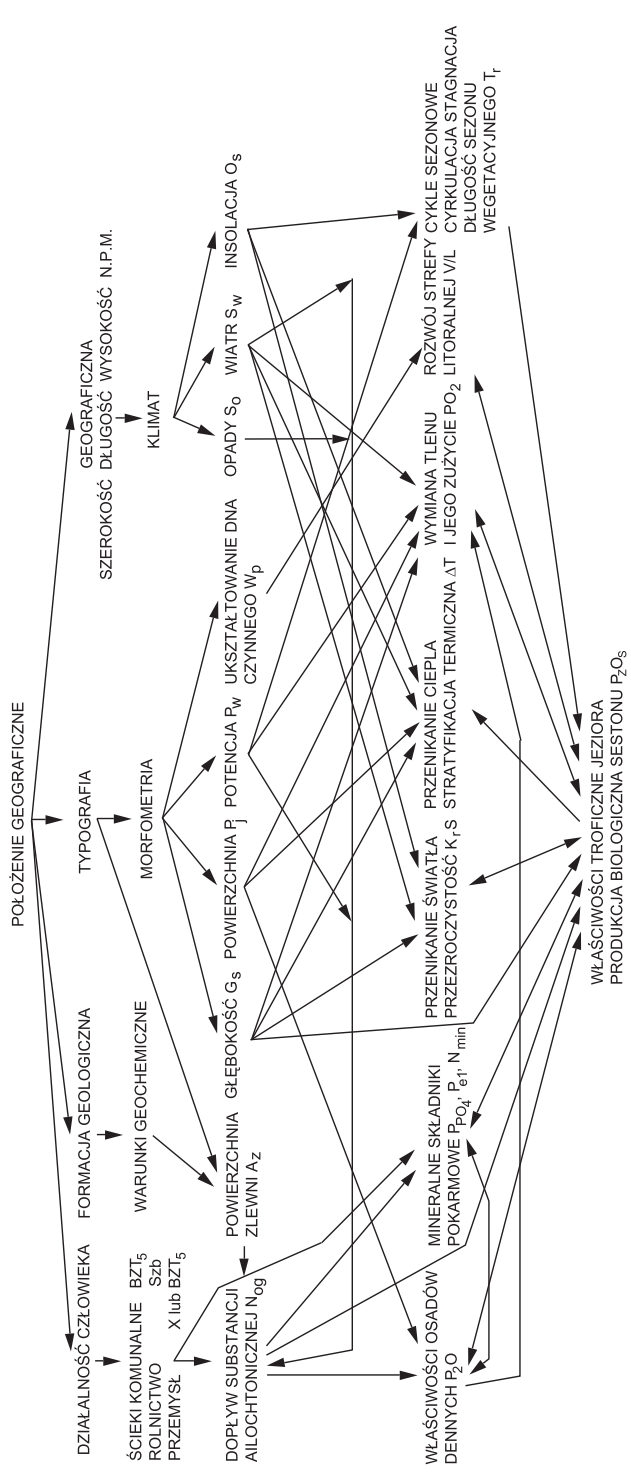 POŁOŻENIE GEOGRAFICZNE
DZIAŁALNOŚĆ CZŁOWIEKA
FORMACJA GEOLOGICZNA
TYPOGRAFIA
GEOGRAFICZNA
SZEROKOŚĆ DŁUGOŚĆ WYSOKOŚĆ N.P.M.
ŚCIEKI KOMUNALNE BZT5
ROLNICTWO Szb
PRZEMYSŁ X lub BZT5
WARUNKI GEOCHEMICZNE
MORFOMETRIA
KLIMAT
DOPŁYW SUBSTANCJI
AILOCHTONICZNEJ Nog
POWIERZCHNIA
ZLEWNI AZ
GŁĘBOKOŚĆ GS
POWIERZCHNIA Pj
POTENCJA PW
UKSZTAŁTOWANIE DNA
CZYNNEGO Wp
OPADY So
WIATR SW
INSOLACJA OS
WŁAŚCIWOŚCI OSADÓW
DENNYCH P2O
MINERALNE SKŁADNIKI
POKARMOWE PPO4, Pe1, Nmin
PRZENIKANIE ŚWIATŁA
PRZEZROCZYSTOŚĆ KrS
PRZENIKANIE CIEPŁA
STRATYFIKACJA TERMICZNA ΔT
WYMIANA TLENU
I JEGO ZUŻYCIE PO2
ROZWÓJ STREFY
LITORALNEJ V/L
CYKLE SEZONOWE
CYRKULACJA STAGNACJA
DŁUGOŚĆ SEZONU
WEGETACYJNEGO Tr
WŁAŚCIWOŚCI TROFICZNE JEZIORA
PRODUKCJA BIOLOGICZNA SESTONU PZOS